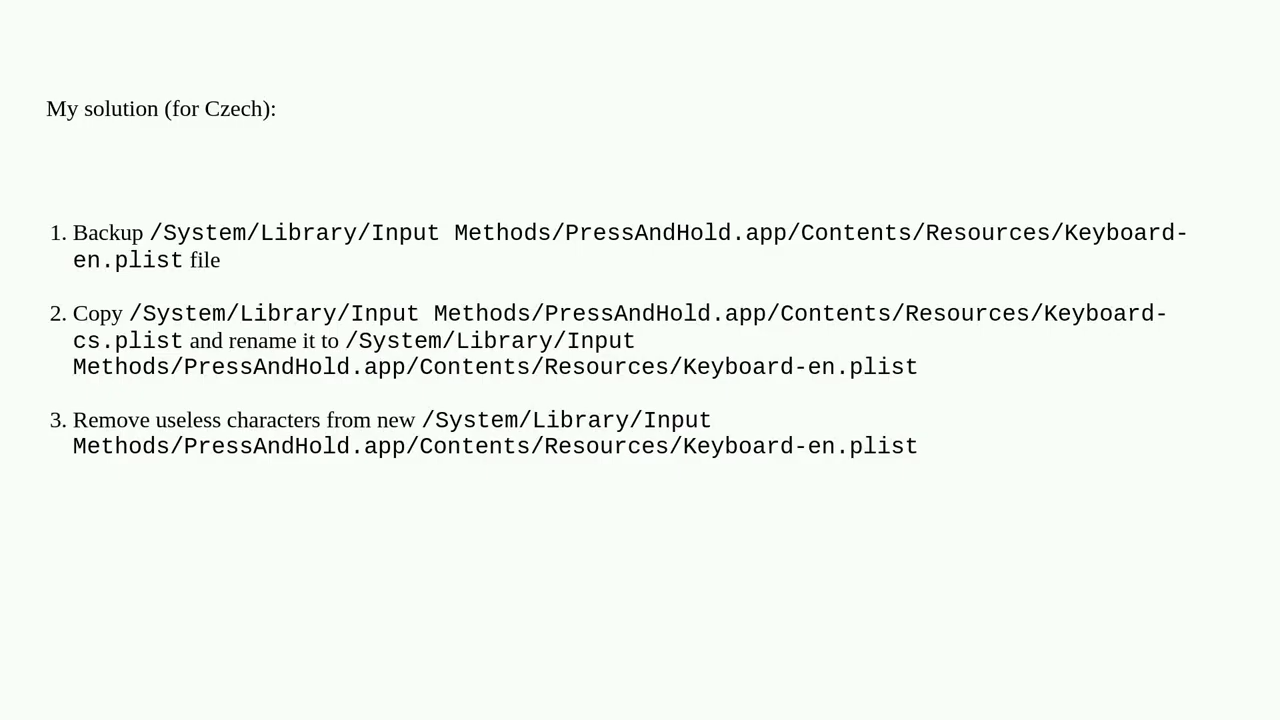 My solution (for Czech):
1. Backup /System/Library/Input Methods/PressAndHold.app/Contents/Resources/Keyboard-
en.plist file
2. Copy /System/Library/Input Methods/PressAndHold.app/Contents/Resources/Keyboard-
cs.plist and rename it to /System/Library/Input
Methods/PressAndHold.app/Contents/Resources/Keyboard-en.plist
3. Remove useless characters from new /System/Library/Input
Methods/PressAndHold.app/Contents/Resources/Keyboard-en.plist